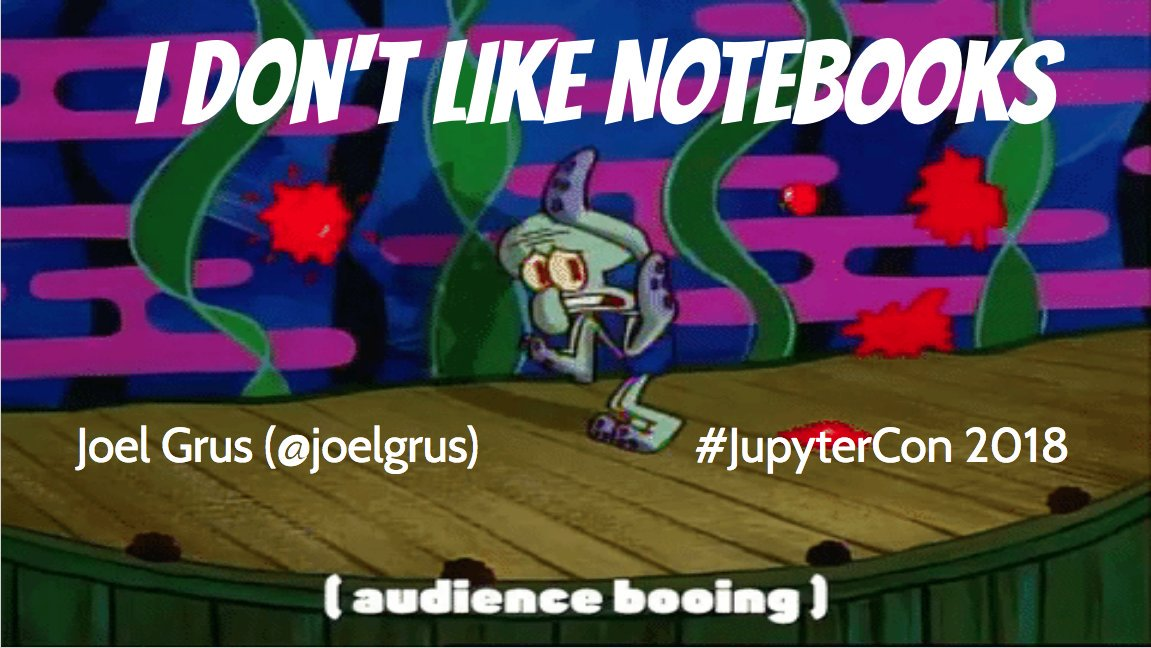 I DON'T LIKE NOTEBOOKS
Joel Grus (@joelgrus)
#JupyterCon 2018
( audience booing )